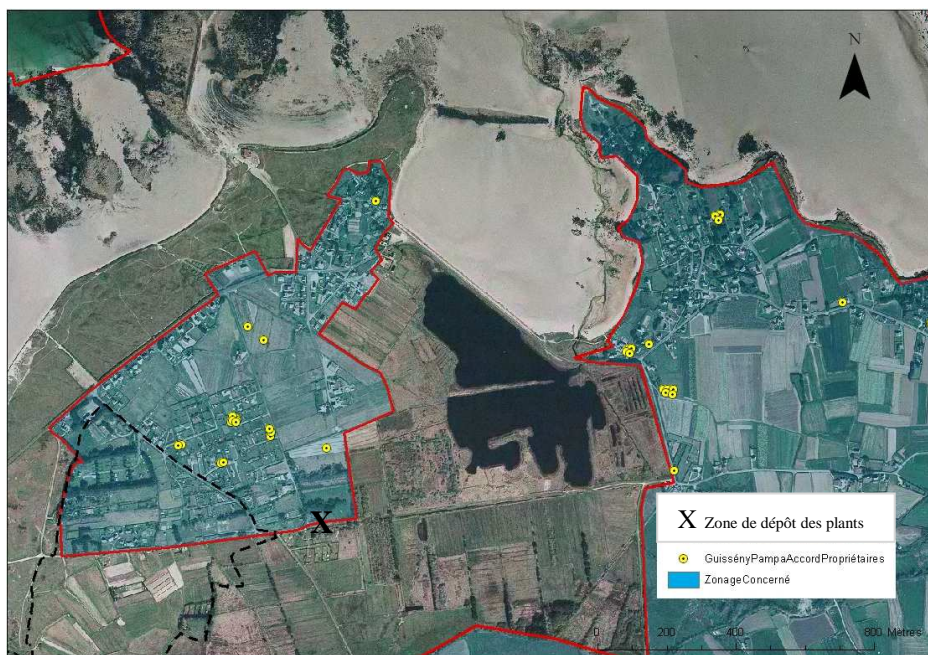 N
X
X Zone de dépôt des plants
GuissényPampaAccordPropriétaires
ZonageConcerné
0 200 400 800 Mètres